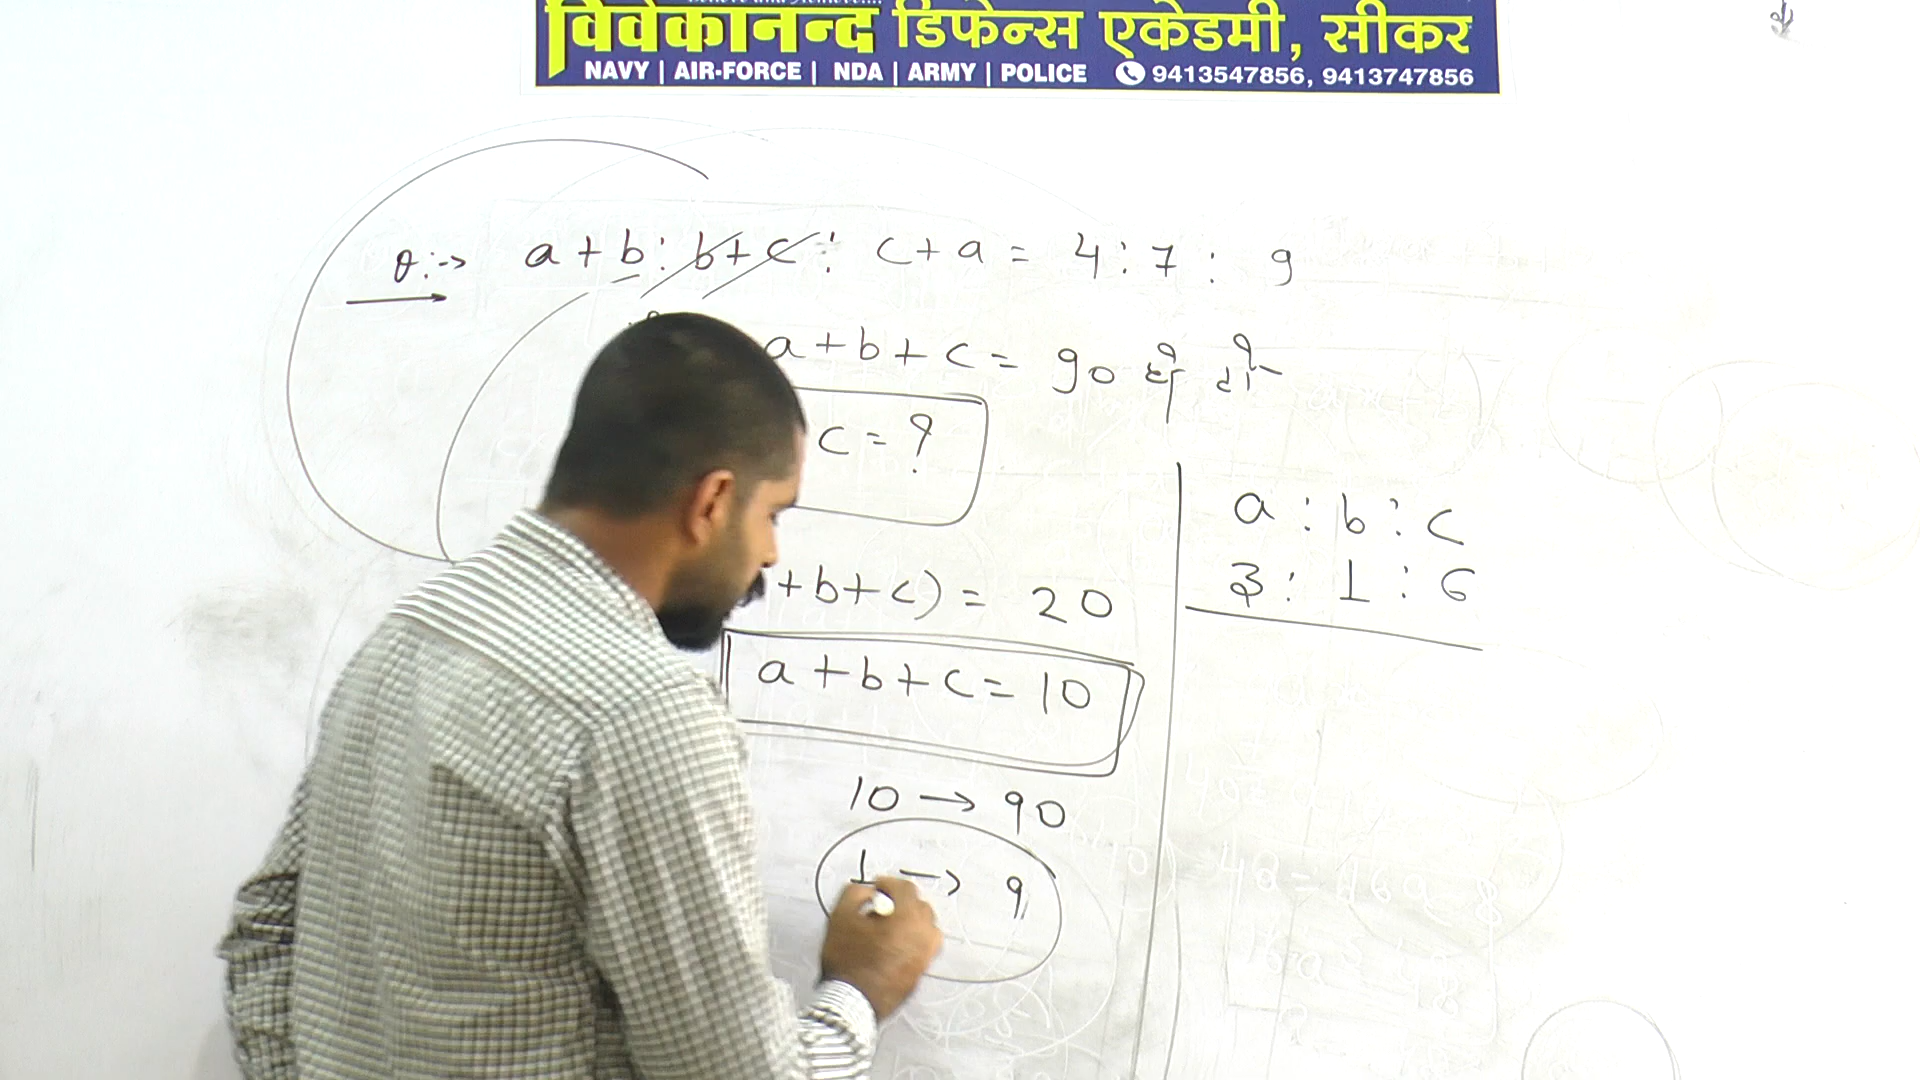 विवेकानन्द डिफेन्स एकेडमी, सीकर
NAVY | AIR-FORCE | NDA | ARMY | POLICE 9413547856, 9413747856
Q:→ a+b : b+c : c+a = 4 : 7 : 9
a+b+c = 90 है तो
c = ?
a : b : c
3 : 1 : 6
+b+c) = 20
a+b+c = 10
10 → 90
1 → 9